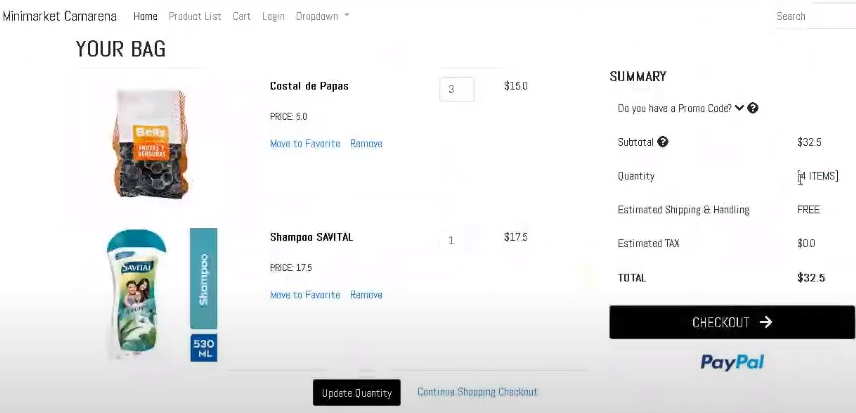 Minimarket Camarena Home Product List Cart Login Dropdown Search
YOUR BAG
Costal de Papas 3 $15.0
PRICE: 5.0
Move to Favorite Remove
Bell's
FRUTAS Y
VERDURAS
Shampoo SAVITAL 1 $17.5
PRICE: 17.5
Move to Favorite Remove
SAVITAL
Shampoo
530
ML
Update Quantity Continue Shopping Checkout
SUMMARY
Do you have a Promo Code?
Subtotal $32.5
Quantity [4 ITEMS]
Estimated Shipping & Handling FREE
Estimated TAX $0.0
TOTAL $32.5
CHECKOUT
PayPal